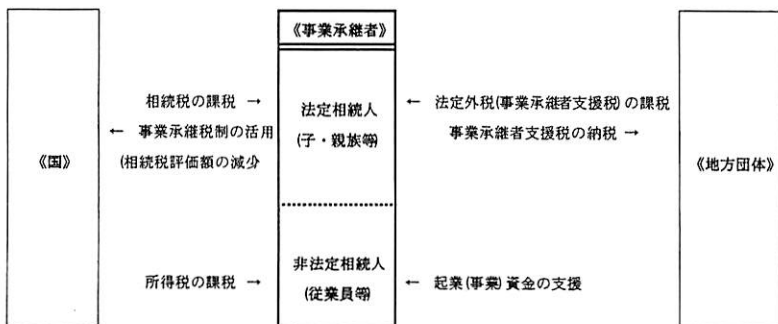 《事業承継者》
相続税の課税 →
← 事業承継税制の活用
(相続税評価額の減少
《国》
法定相続人
(子・親族等)
← 法定外税(事業承継者支援税)の課税
事業承継者支援税の納税 →
《地方団体》
所得税の課税 →
非法定相続人
(従業員等)
← 起業(事業)資金の支援